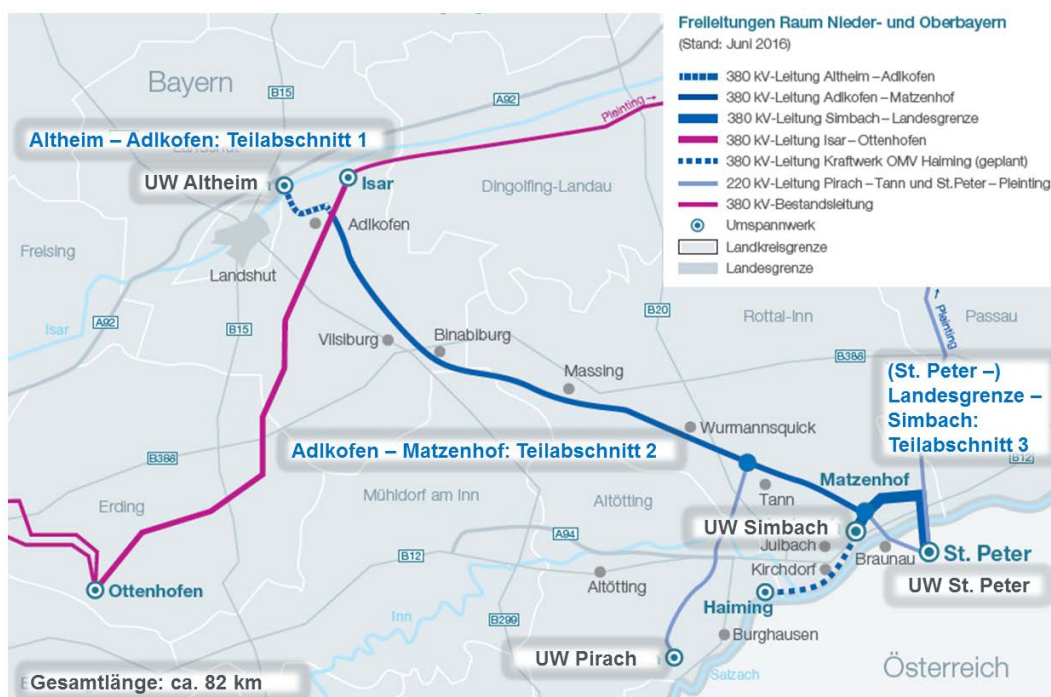 Freileitungen Raum Nieder- und Oberbayern
(Stand: Juni 2016)
380 kV-Leitung Altheim – Adlkofen
380 kV-Leitung Adlkofen – Matzenhof
380 kV-Leitung Simbach – Landesgrenze
380 kV-Leitung Isar – Ottenhofen
380 kV-Leitung Kraftwerk OMV Haiming (geplant)
220 kV-Leitung Pirach – Tann und St.Peter – Pleinting
380 kV-Bestandsleitung
Umspannwerk
Landkreisgrenze
Landesgrenze
Bayern
B15
A92
Pleinting →
Altheim – Adlkofen: Teilabschnitt 1
UW Altheim
Isar
Dingolfing-Landau
Adlkofen
Freising
Landshut
Isar
A92
B15
B20
Rottal-Inn
→ Pleinting
Passau
Vilsiburg
Binabiburg
B388
Massing
(St. Peter –)
Landesgrenze –
Simbach:
Teilabschnitt 3
Wurmannsquick
Adlkofen – Matzenhof: Teilabschnitt 2
B388
B12
Matzenhof
Erding
Mühldorf am Inn
Altötting
Tann
UW Simbach
A94
Julbach
B12
Braunau
St. Peter
Kirchdorf
Altötting
UW St. Peter
Ottenhofen
Haiming
Inn
B299
Burghausen
UW Pirach
Salzach
Österreich
Gesamtlänge: ca. 82 km